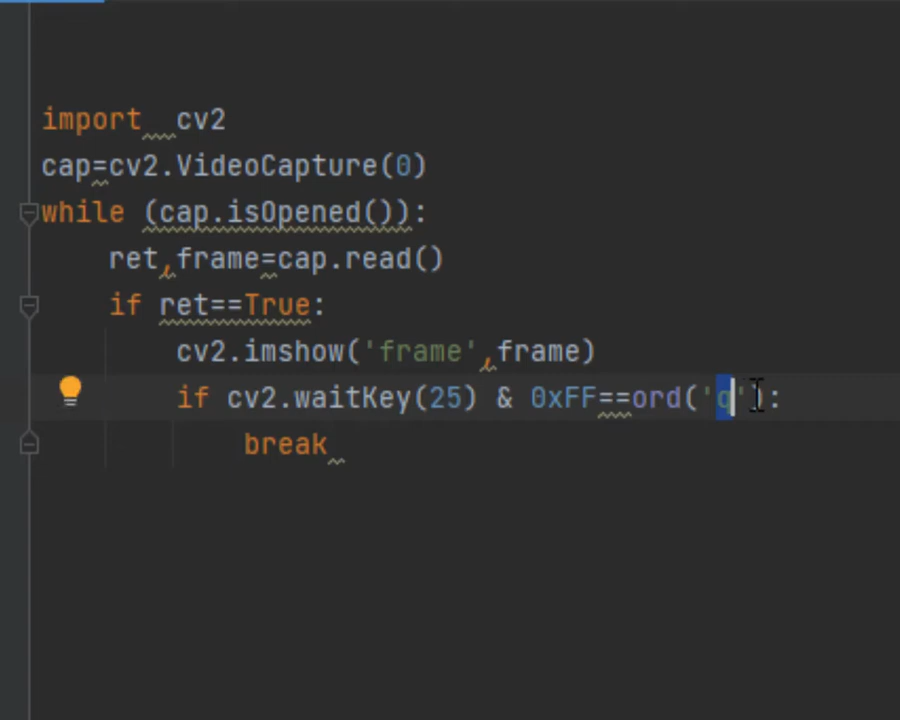 import  cv2
cap=cv2.VideoCapture(0)
while (cap.isOpened()):
    ret,frame=cap.read()
    if ret==True:
        cv2.imshow('frame',frame)
        if cv2.waitKey(25) & 0xFF==ord('q'):
            break